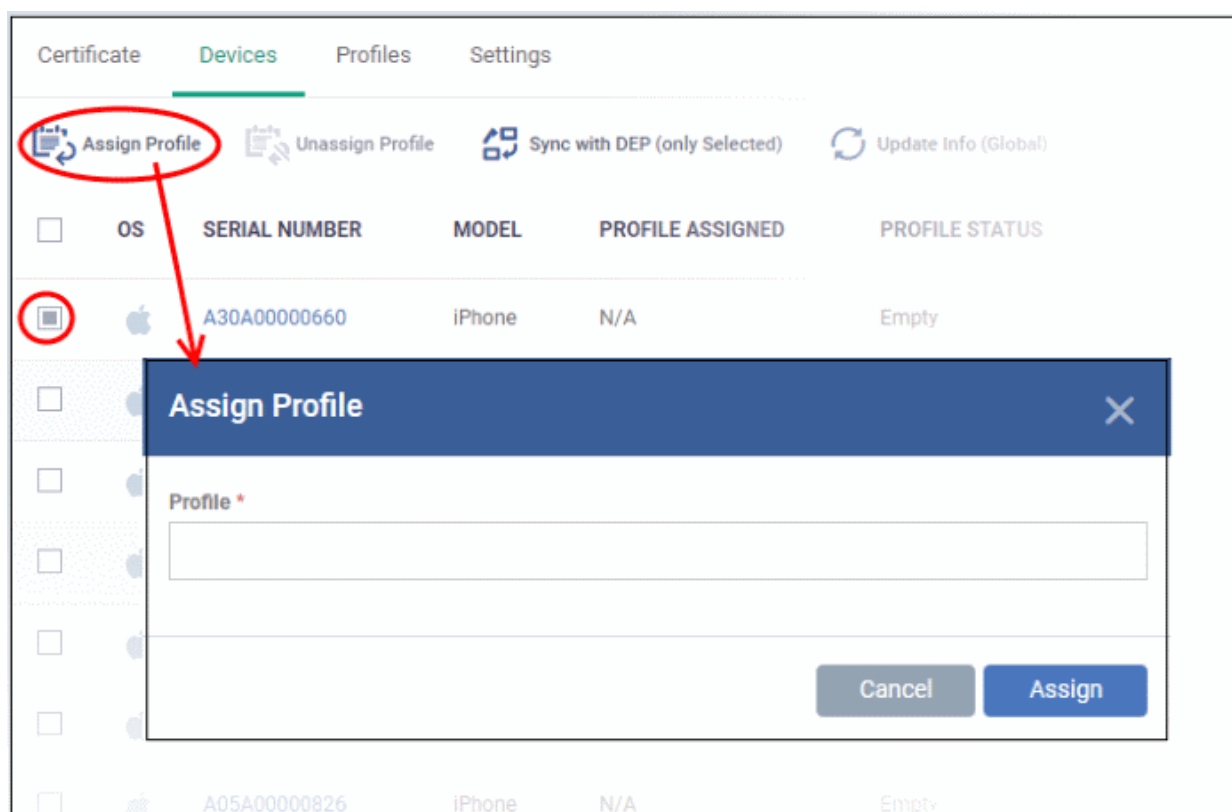 Certificate Devices Profiles Settings
Assign Profile Unassign Profile Sync with DEP (only Selected) Update Info (Global)
OS SERIAL NUMBER MODEL PROFILE ASSIGNED PROFILE STATUS
A30A00000660 iPhone N/A Empty
Assign Profile
Profile *
Cancel Assign
A05A00000826 iPhone N/A Empty